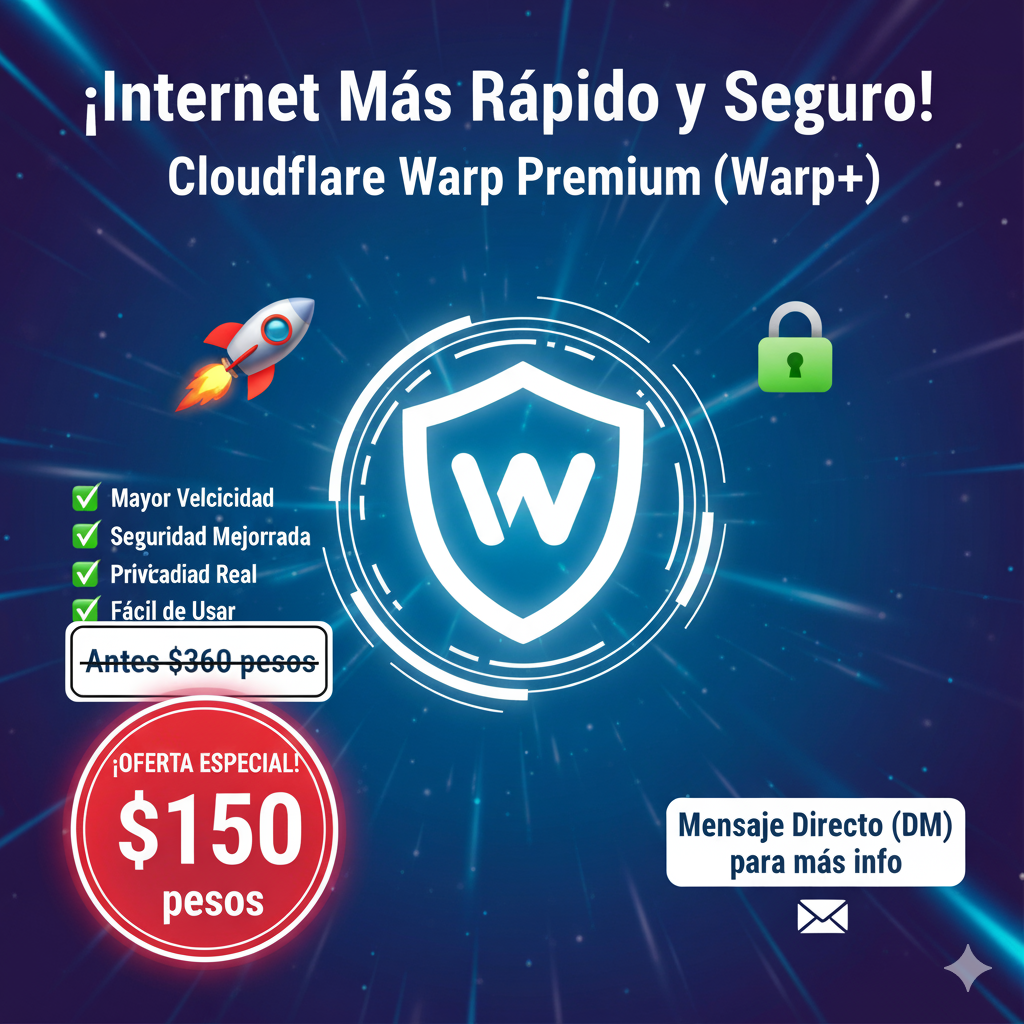 ¡Internet Más Rápido y Seguro!
Cloudflare Warp Premium (Warp+)
W
Mayor Velcicidad
Seguridad Mejorrada
Privicadiad Real
Fácil de Usar
Antes $360 pesos
¡OFERTA ESPECIAL!
$150
pesos
Mensaje Directo (DM)
para más info